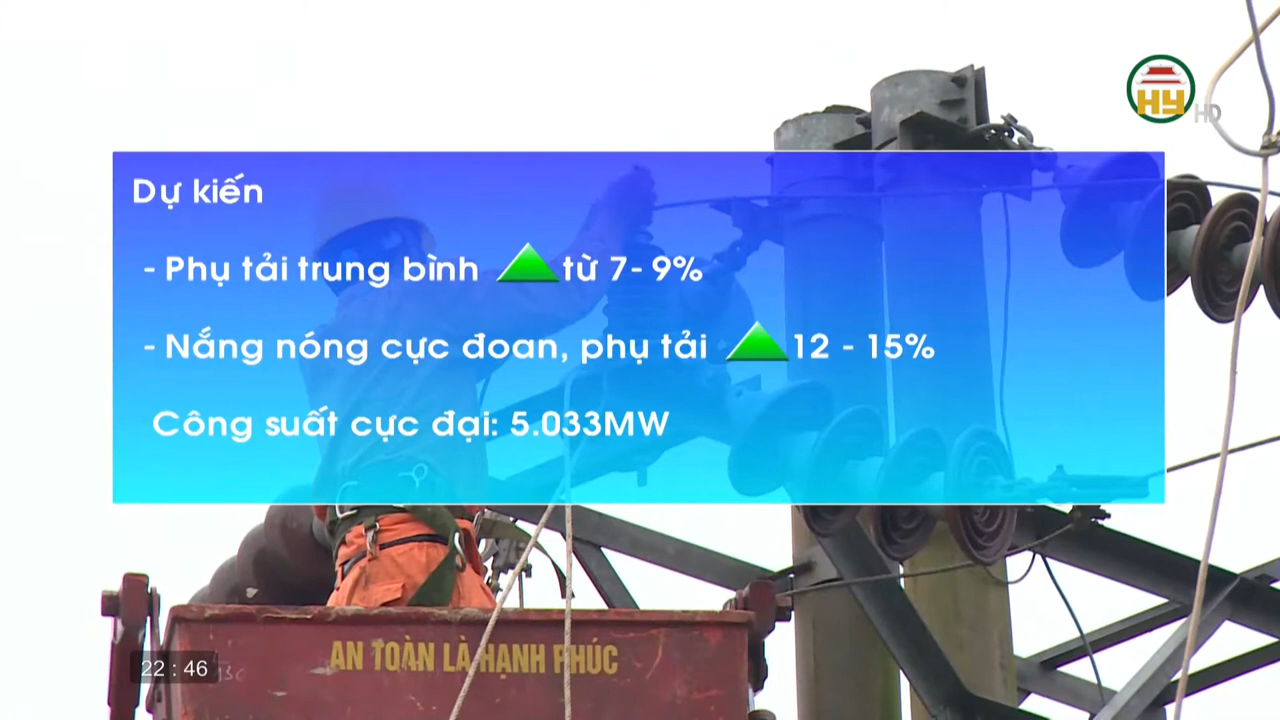 HY HD
Dự kiến
- Phụ tải trung bình từ 7- 9%
- Nắng nóng cực đoan, phụ tải 12 - 15%
Công suất cực đại: 5.033MW
AN TOÀN LÀ HẠNH PHÚC
22 : 46